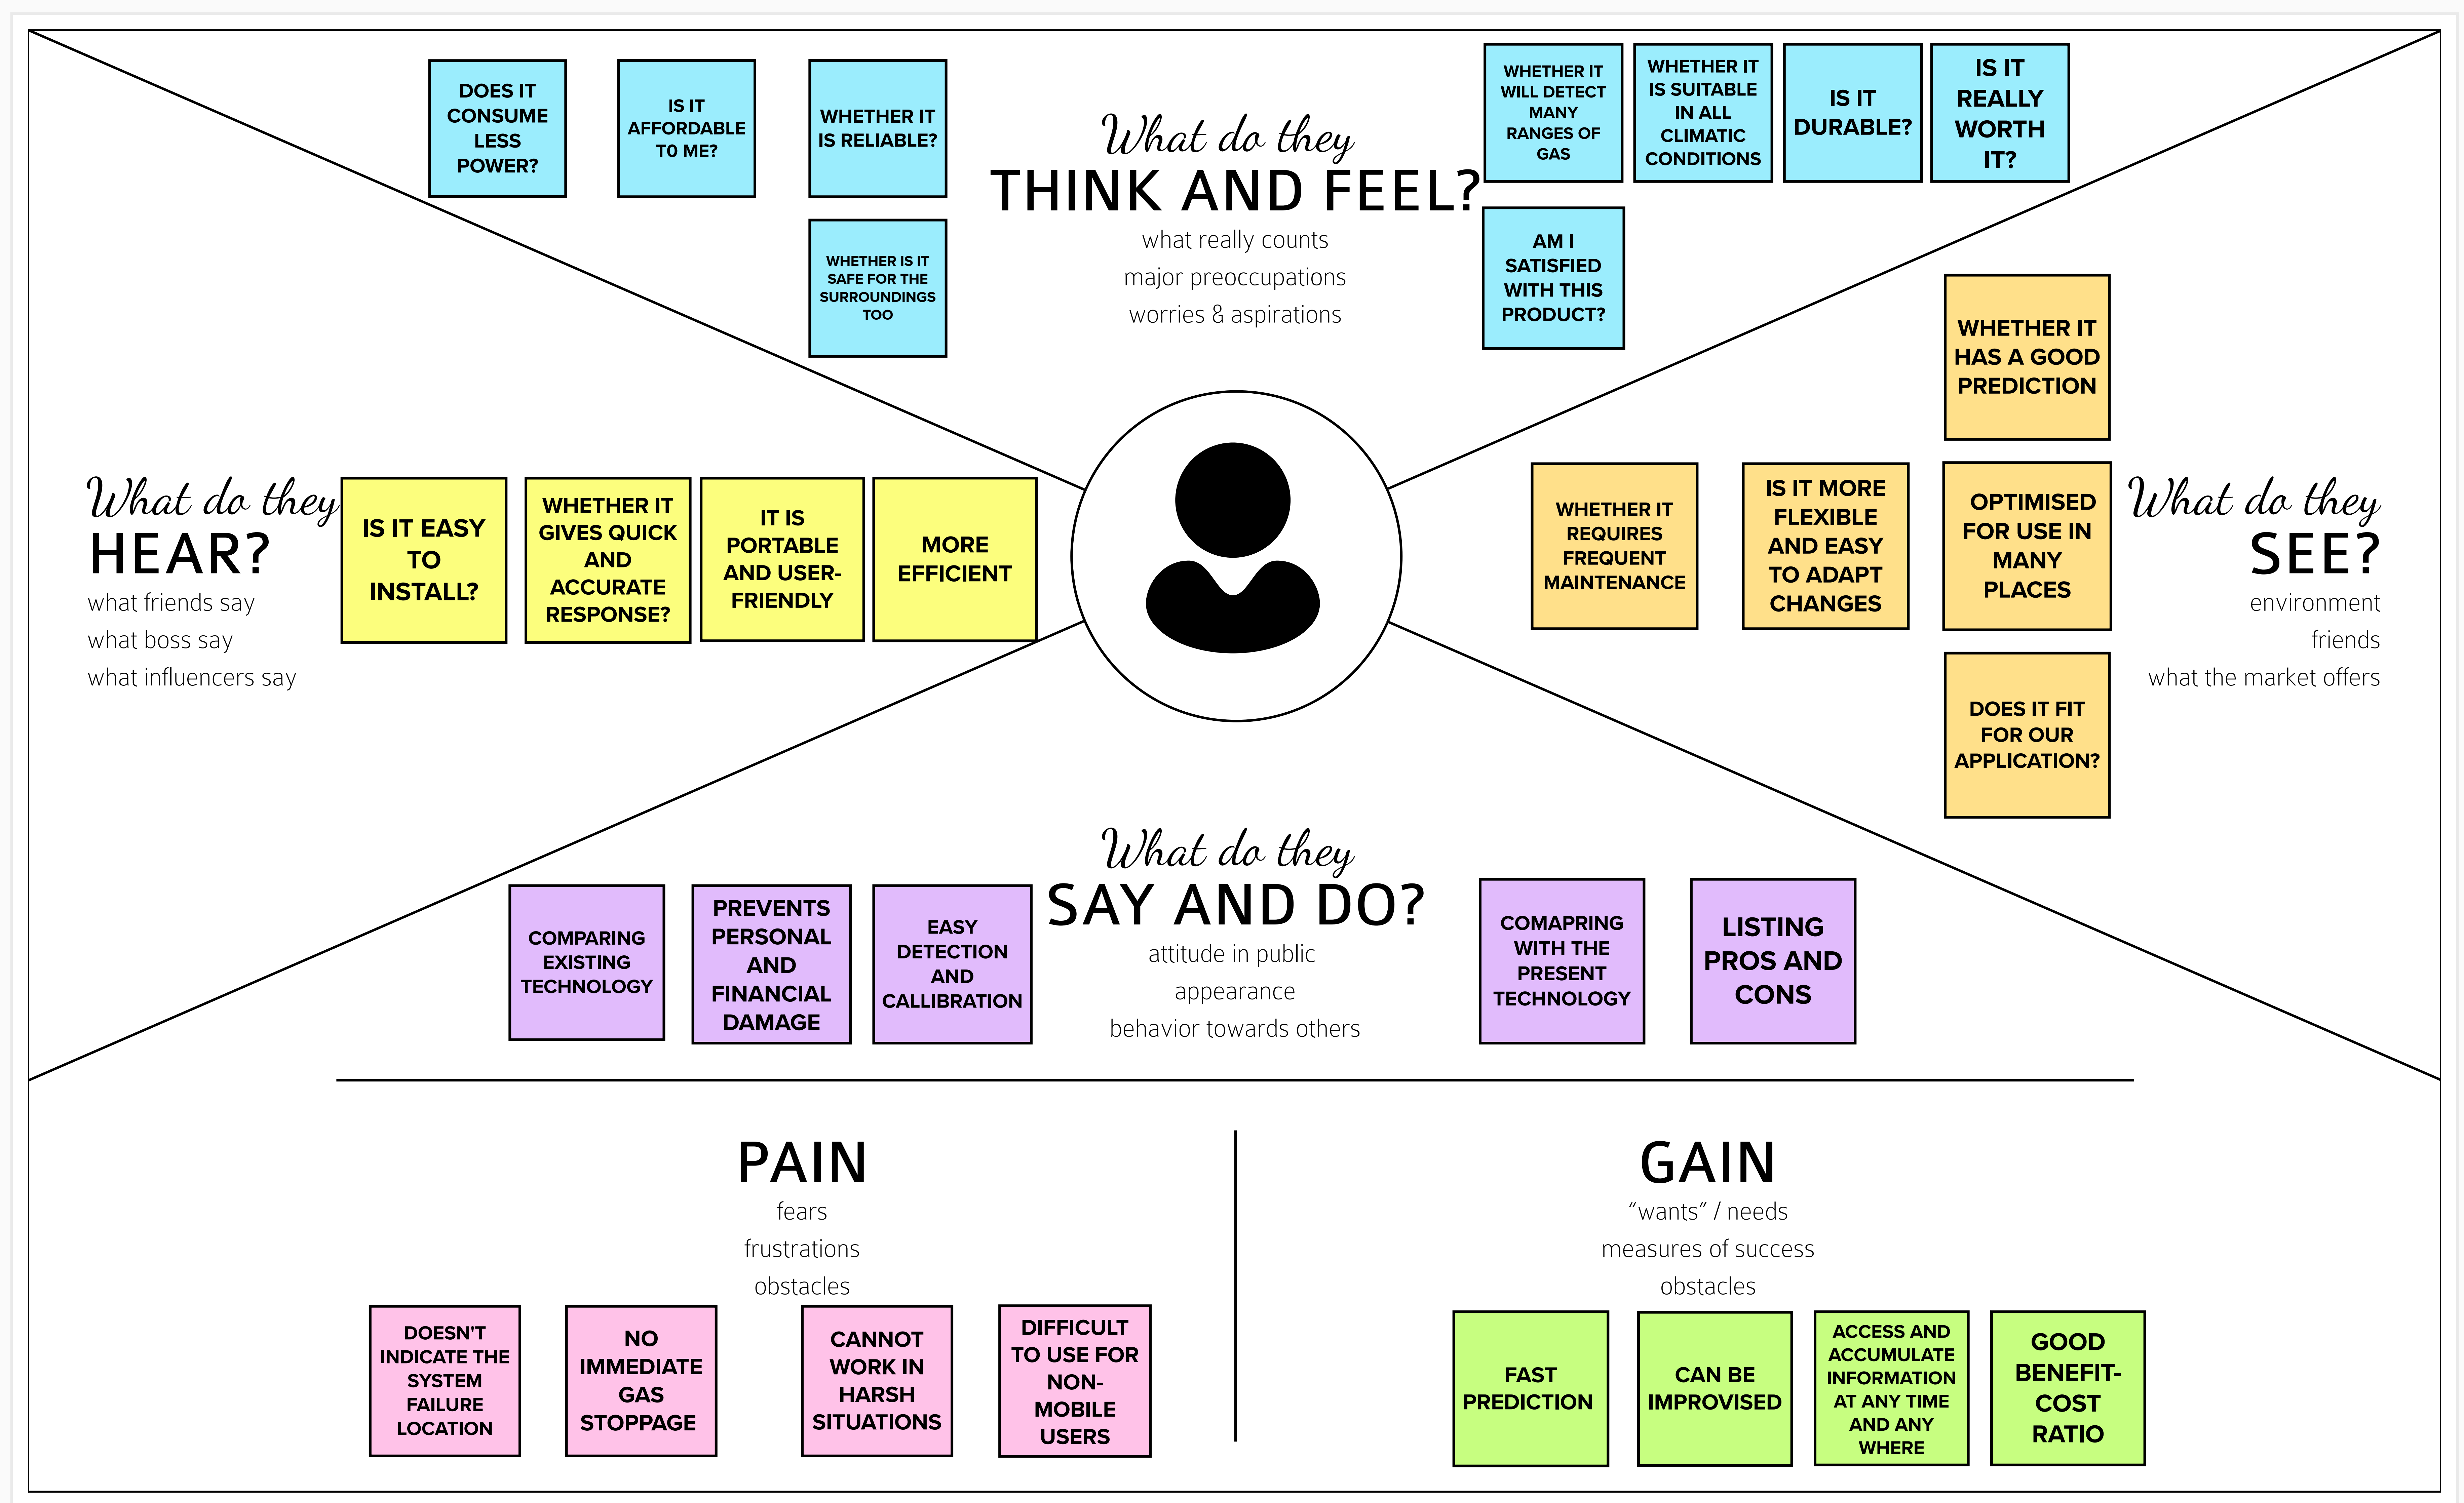 DOES IT
CONSUME
LESS
POWER?
IS IT
AFFORDABLE
T0 ME?
WHETHER IT
IS RELIABLE?
WHETHER IS IT
SAFE FOR THE
SURROUNDINGS
TOO
What do they
THINK AND FEEL?
what really counts
major preoccupations
worries & aspirations
WHETHER IT
WILL DETECT
MANY
RANGES OF
GAS
WHETHER IT
IS SUITABLE
IN ALL
CLIMATIC
CONDITIONS
IS IT
DURABLE?
IS IT
REALLY
WORTH
IT?
AM I
SATISFIED
WITH THIS
PRODUCT?
What do they
HEAR?
what friends say
what boss say
what influencers say
IS IT EASY
TO
INSTALL?
WHETHER IT
GIVES QUICK
AND
ACCURATE
RESPONSE?
IT IS
PORTABLE
AND USER-
FRIENDLY
MORE
EFFICIENT
WHETHER IT
HAS A GOOD
PREDICTION
WHETHER IT
REQUIRES
FREQUENT
MAINTENANCE
IS IT MORE
FLEXIBLE
AND EASY
TO ADAPT
CHANGES
OPTIMISED
FOR USE IN
MANY
PLACES
DOES IT FIT
FOR OUR
APPLICATION?
What do they
SEE?
environment
friends
what the market offers
COMPARING
EXISTING
TECHNOLOGY
PREVENTS
PERSONAL
AND
FINANCIAL
DAMAGE
EASY
DETECTION
AND
CALLIBRATION
What do they
SAY AND DO?
attitude in public
appearance
behavior towards others
COMAPRING
WITH THE
PRESENT
TECHNOLOGY
LISTING
PROS AND
CONS
PAIN
fears
frustrations
obstacles
DOESN'T
INDICATE THE
SYSTEM
FAILURE
LOCATION
NO
IMMEDIATE
GAS
STOPPAGE
CANNOT
WORK IN
HARSH
SITUATIONS
DIFFICULT
TO USE FOR
NON-
MOBILE
USERS
GAIN
“wants” / needs
measures of success
obstacles
FAST
PREDICTION
CAN BE
IMPROVISED
ACCESS AND
ACCUMULATE
INFORMATION
AT ANY TIME
AND ANY
WHERE
GOOD
BENEFIT-
COST
RATIO